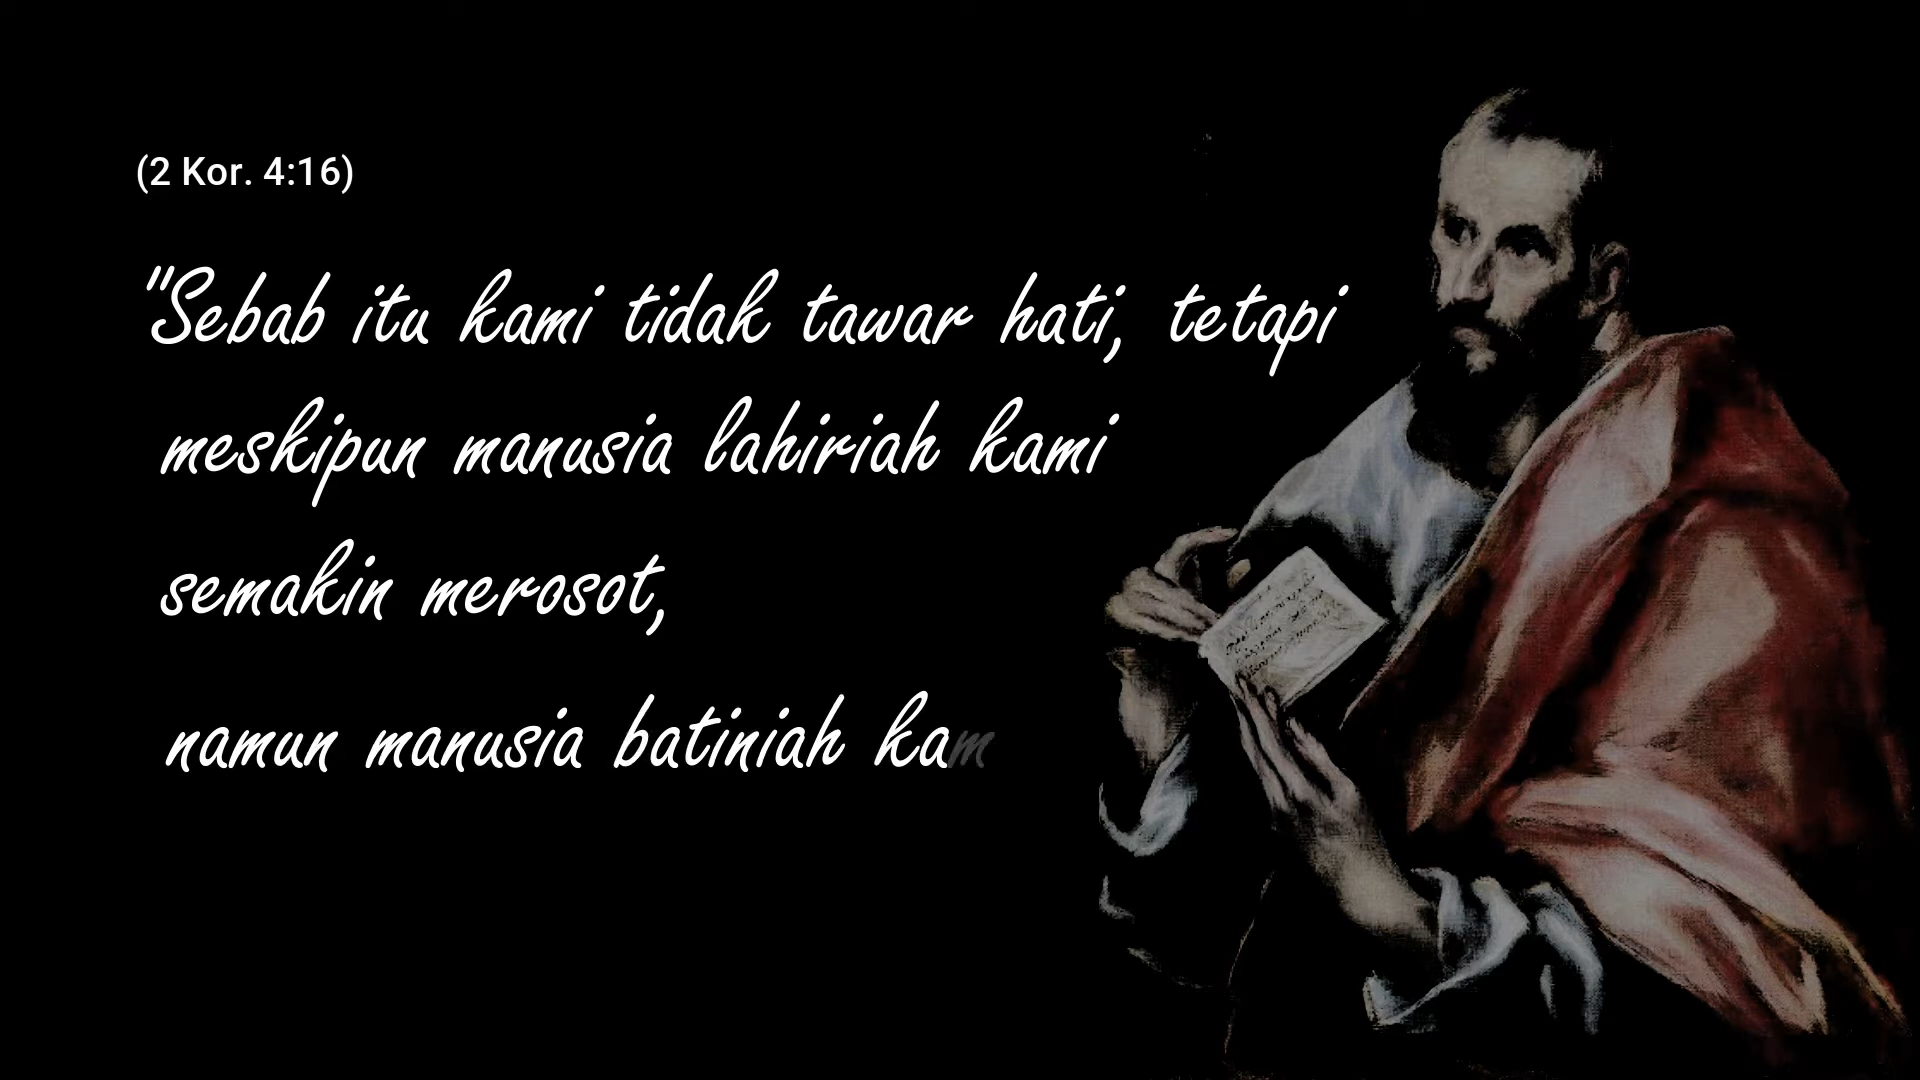 (2 Kor. 4:16)
"Sebab itu kami tidak tawar hati, tetapi
meskipun manusia lahiriah kami
semakin merosot,
namun manusia batiniah kam